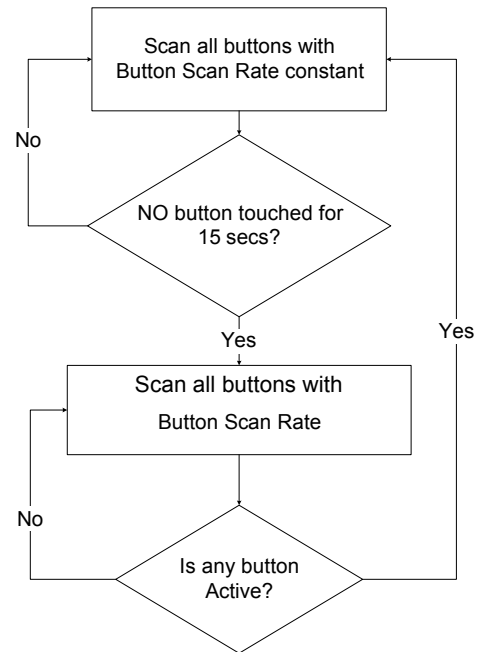 Scan all buttons with
Button Scan Rate constant
No
NO button touched for
15 secs?
Yes
Yes
Scan all buttons with
Button Scan Rate
No
Is any button
Active?